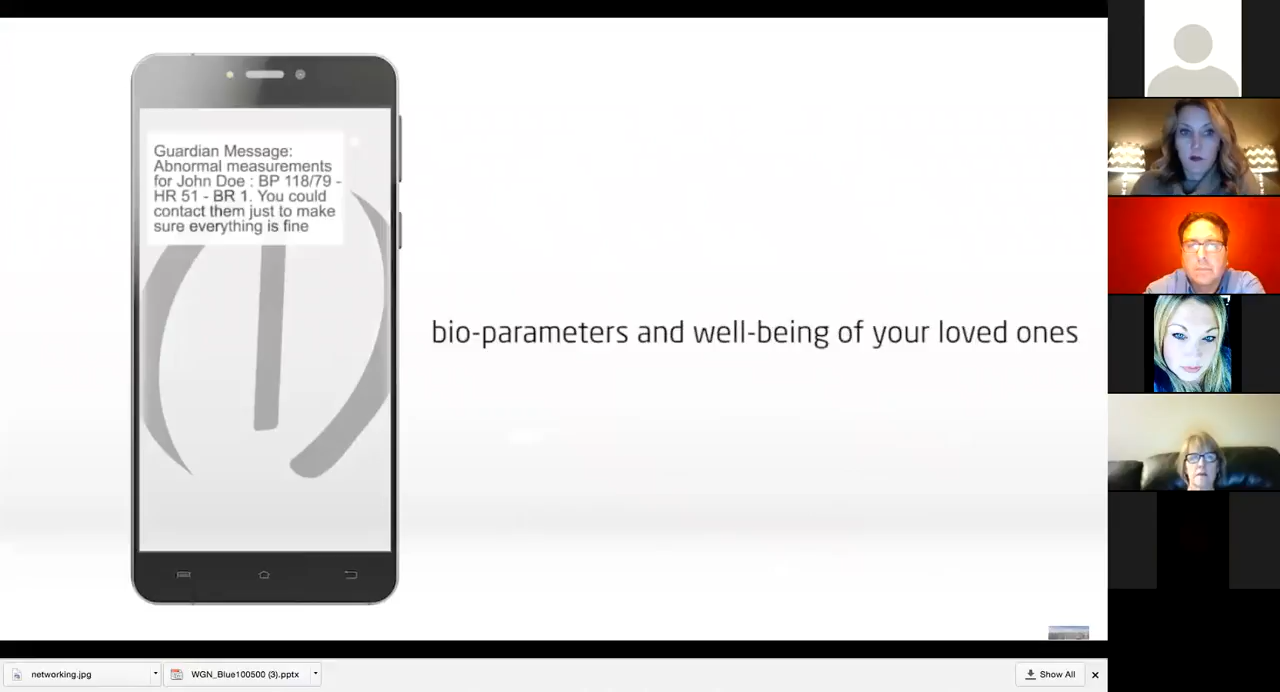 Guardian Message:
Abnormal measurements
for John Doe : BP 118/79 -
HR 51 - BR 1. You could
contact them just to make
sure everything is fine
bio-parameters and well-being of your loved ones
networking.jpg
WGN_Blue100500 (3).pptx
Show All